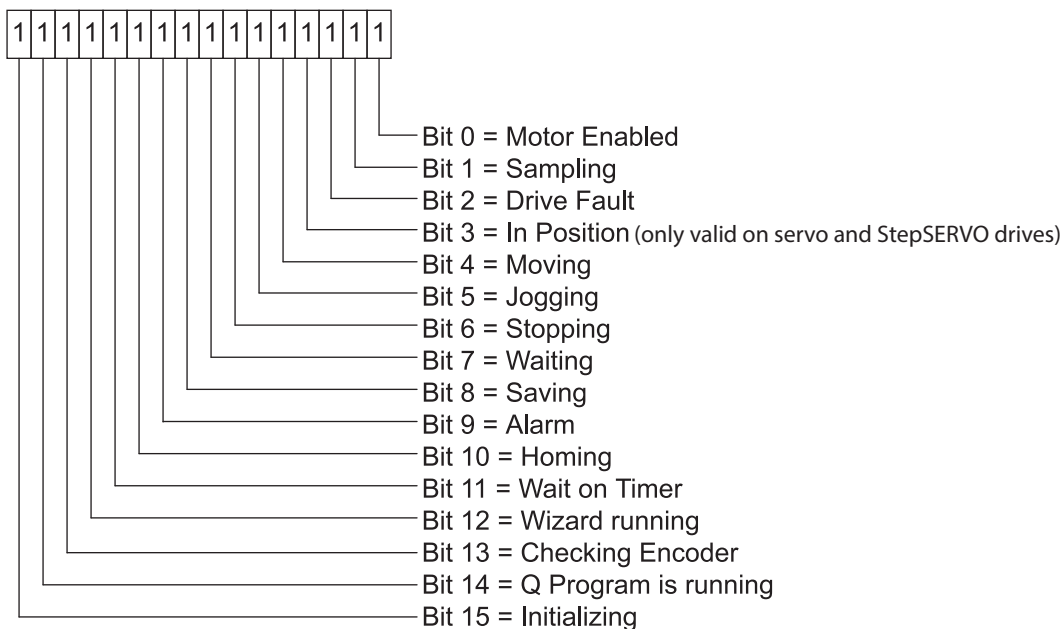 1 1 1 1 1 1 1 1 1 1 1 1 1 1 1 1
Bit 0 = Motor Enabled
Bit 1 = Sampling
Bit 2 = Drive Fault
Bit 3 = In Position (only valid on servo and StepSERVO drives)
Bit 4 = Moving
Bit 5 = Jogging
Bit 6 = Stopping
Bit 7 = Waiting
Bit 8 = Saving
Bit 9 = Alarm
Bit 10 = Homing
Bit 11 = Wait on Timer
Bit 12 = Wizard running
Bit 13 = Checking Encoder
Bit 14 = Q Program is running
Bit 15 = Initializing